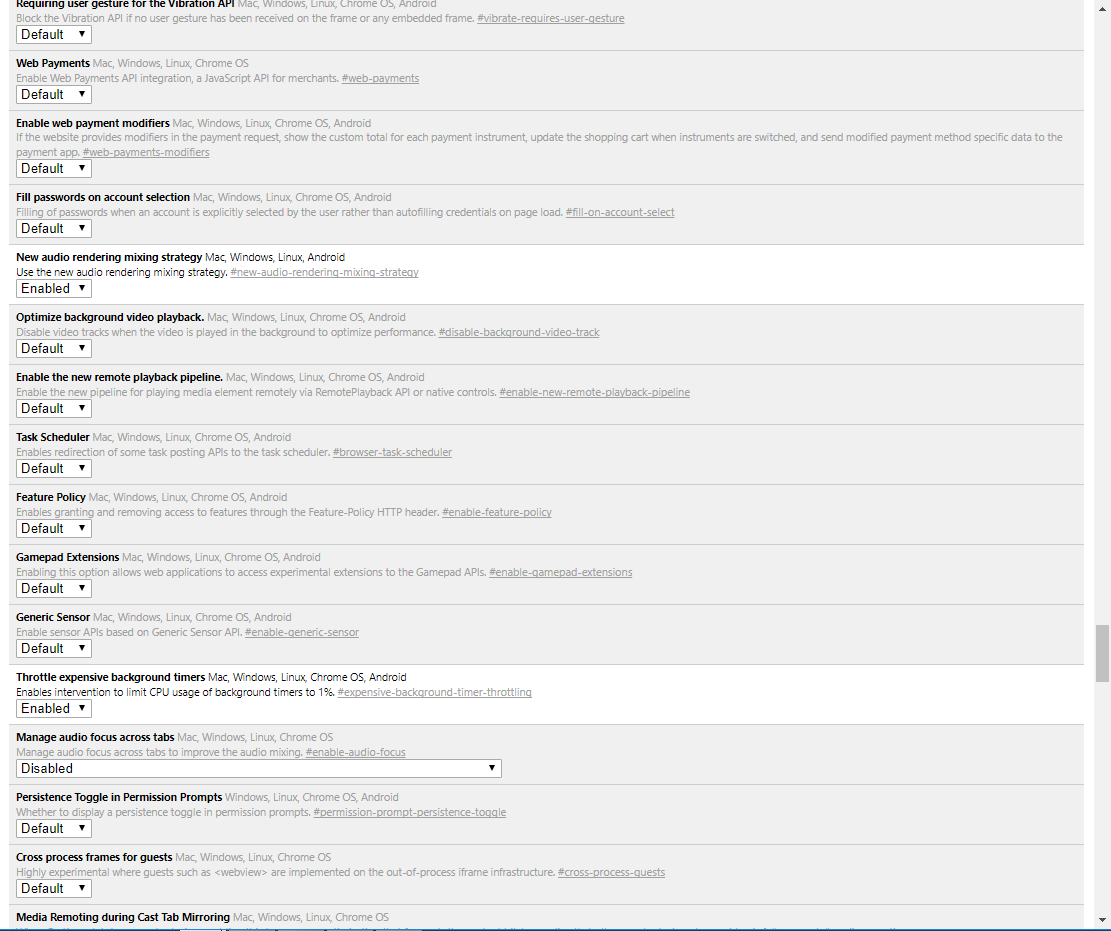 Requiring user gesture for the Vibration API Mac, Windows, Linux, Chrome OS, Android
Block the Vibration API if no user gesture has been received on the frame or any embedded frame. #vibrate-requires-user-gesture
Default
Web Payments Mac, Windows, Linux, Chrome OS
Enable Web Payments API integration, a JavaScript API for merchants. #web-payments
Default
Enable web payment modifiers Mac, Windows, Linux, Chrome OS, Android
If the website provides modifiers in the payment request, show the custom total for each payment instrument, update the shopping cart when instruments are switched, and send modified payment method specific data to the
payment app. #web-payments-modifiers
Default
Fill passwords on account selection Mac, Windows, Linux, Chrome OS, Android
Filling of passwords when an account is explicitly selected by the user rather than autofilling credentials on page load. #fill-on-account-select
Default
New audio rendering mixing strategy Mac, Windows, Linux, Android
Use the new audio rendering mixing strategy. #new-audio-rendering-mixing-strategy
Enabled
Optimize background video playback. Mac, Windows, Linux, Chrome OS, Android
Disable video tracks when the video is played in the background to optimize performance. #disable-background-video-track
Default
Enable the new remote playback pipeline. Mac, Windows, Linux, Chrome OS, Android
Enable the new pipeline for playing media element remotely via RemotePlayback API or native controls. #enable-new-remote-playback-pipeline
Default
Task Scheduler Mac, Windows, Linux, Chrome OS, Android
Enables redirection of some task posting APIs to the task scheduler. #browser-task-scheduler
Default
Feature Policy Mac, Windows, Linux, Chrome OS, Android
Enables granting and removing access to features through the Feature-Policy HTTP header. #enable-feature-policy
Default
Gamepad Extensions Mac, Windows, Linux, Chrome OS, Android
Enabling this option allows web applications to access experimental extensions to the Gamepad APIs. #enable-gamepad-extensions
Default
Generic Sensor Mac, Windows, Linux, Chrome OS, Android
Enable sensor APIs based on Generic Sensor API. #enable-generic-sensor
Default
Throttle expensive background timers Mac, Windows, Linux, Chrome OS, Android
Enables intervention to limit CPU usage of background timers to 1%. #expensive-background-timer-throttling
Enabled
Manage audio focus across tabs Mac, Windows, Linux, Chrome OS
Manage audio focus across tabs to improve the audio mixing. #enable-audio-focus
Disabled
Persistence Toggle in Permission Prompts Windows, Linux, Chrome OS, Android
Whether to display a persistence toggle in permission prompts. #permission-prompt-persistence-toggle
Default
Cross process frames for guests Mac, Windows, Linux, Chrome OS
Highly experimental where guests such as <webview> are implemented on the out-of-process iframe infrastructure. #cross-process-guests
Default
Media Remoting during Cast Tab Mirroring Mac, Windows, Linux, Chrome OS